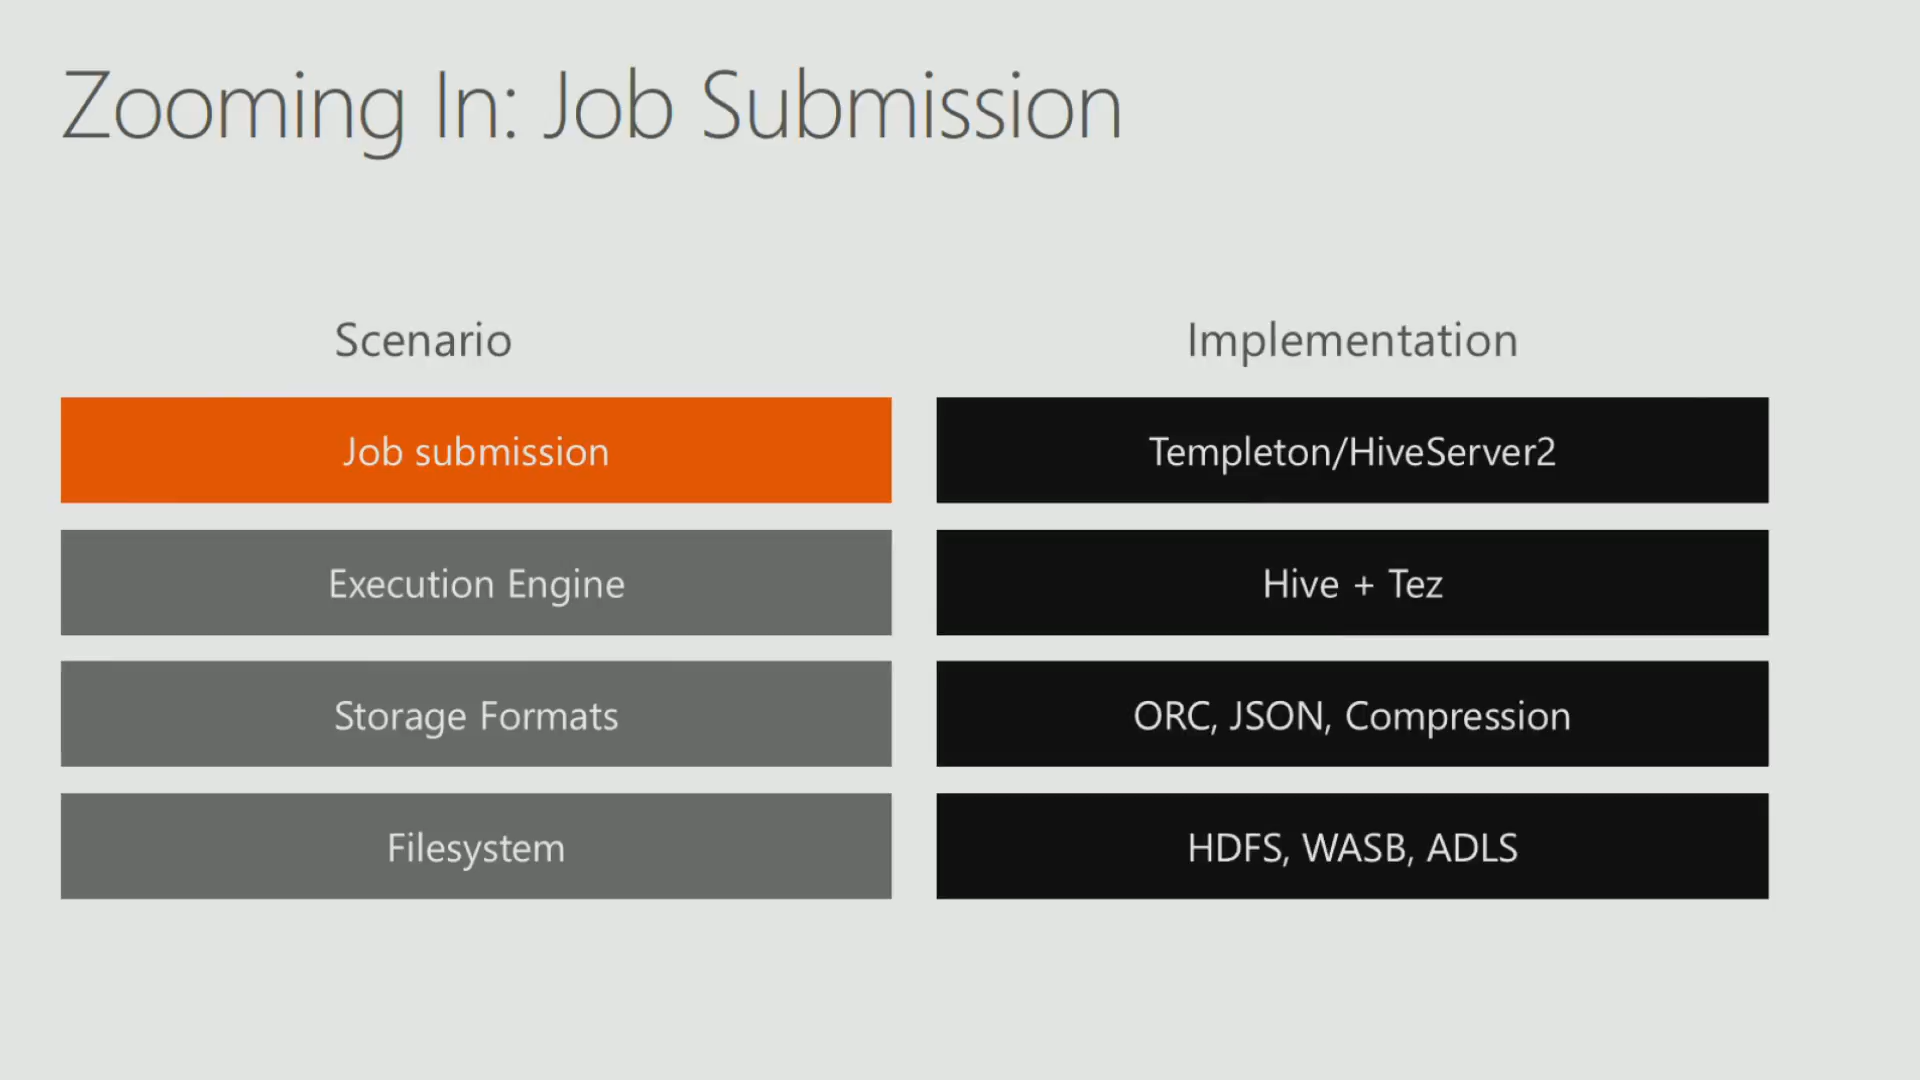 Zooming In: Job Submission
Scenario
Implementation
Job submission
Templeton/HiveServer2
Execution Engine
Hive + Tez
Storage Formats
ORC, JSON, Compression
Filesystem
HDFS, WASB, ADLS